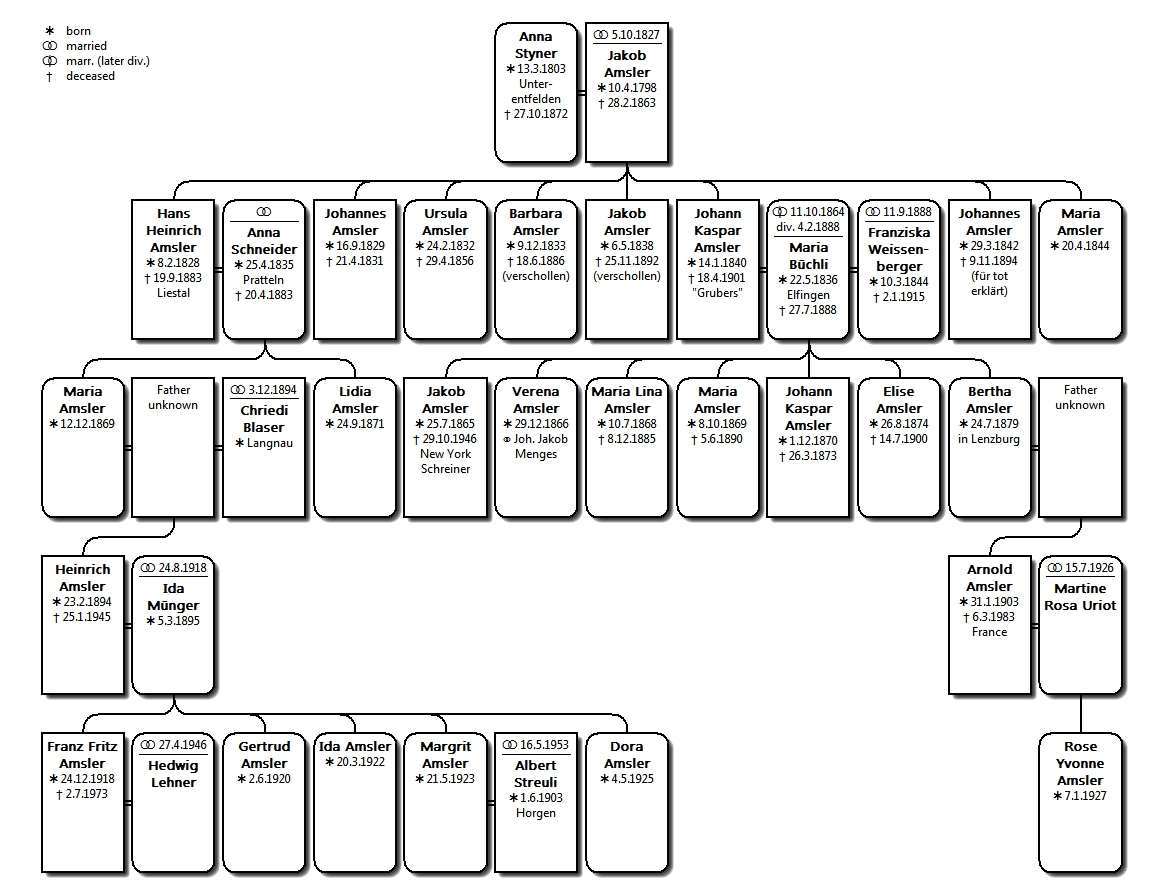 ∗ born
⚭ married
⚮ marr. (later div.)
† deceased
Anna
Styner
∗ 13.3.1803
Unter-
entfelden
† 27.10.1872
⚭ 5.10.1827
Jakob
Amsler
∗ 10.4.1798
† 28.2.1863
Hans
Heinrich
Amsler
∗ 8.2.1828
† 19.9.1883
Liestal
⚭
Anna
Schneider
∗ 25.4.1835
Pratteln
† 20.4.1883
Johannes
Amsler
∗ 16.9.1829
† 21.4.1831
Ursula
Amsler
∗ 24.2.1832
† 29.4.1856
Barbara
Amsler
∗ 9.12.1833
† 18.6.1886
(verschollen)
Jakob
Amsler
∗ 6.5.1838
† 25.11.1892
(verschollen)
Johann
Kaspar
Amsler
∗ 14.1.1840
† 18.4.1901
"Grubers"
⚮ 11.10.1864
div. 4.2.1888
Maria
Büchli
∗ 22.5.1836
Elfingen
† 27.7.1888
⚭ 11.9.1888
Franziska
Weissen-
berger
∗ 10.3.1844
† 2.1.1915
Johannes
Amsler
∗ 29.3.1842
† 9.11.1894
(für tot
erklärt)
Maria
Amsler
∗ 20.4.1844
Maria
Amsler
∗ 12.12.1869
Father
unknown
⚭ 3.12.1894
Chriedi
Blaser
∗ Langnau
Lidia
Amsler
∗ 24.9.1871
Jakob
Amsler
∗ 25.7.1865
† 29.10.1946
New York
Schreiner
Verena
Amsler
∗ 29.12.1866
⚭ Joh. Jakob
Menges
Maria Lina
Amsler
∗ 10.7.1868
† 8.12.1885
Maria
Amsler
∗ 8.10.1869
† 5.6.1890
Johann
Kaspar
Amsler
∗ 1.12.1870
† 26.3.1873
Elise
Amsler
∗ 26.8.1874
† 14.7.1900
Bertha
Amsler
∗ 24.7.1879
in Lenzburg
Father
unknown
Heinrich
Amsler
∗ 23.2.1894
† 25.1.1945
⚭ 24.8.1918
Ida
Münger
∗ 5.3.1895
Arnold
Amsler
∗ 31.1.1903
† 6.3.1983
France
⚭ 15.7.1926
Martine
Rosa Uriot
Franz Fritz
Amsler
∗ 24.12.1918
† 2.7.1973
⚭ 27.4.1946
Hedwig
Lehner
Gertrud
Amsler
∗ 2.6.1920
Ida Amsler
∗ 20.3.1922
Margrit
Amsler
∗ 21.5.1923
⚭ 16.5.1953
Albert
Streuli
∗ 1.6.1903
Horgen
Dora
Amsler
∗ 4.5.1925
Rose
Yvonne
Amsler
∗ 7.1.1927